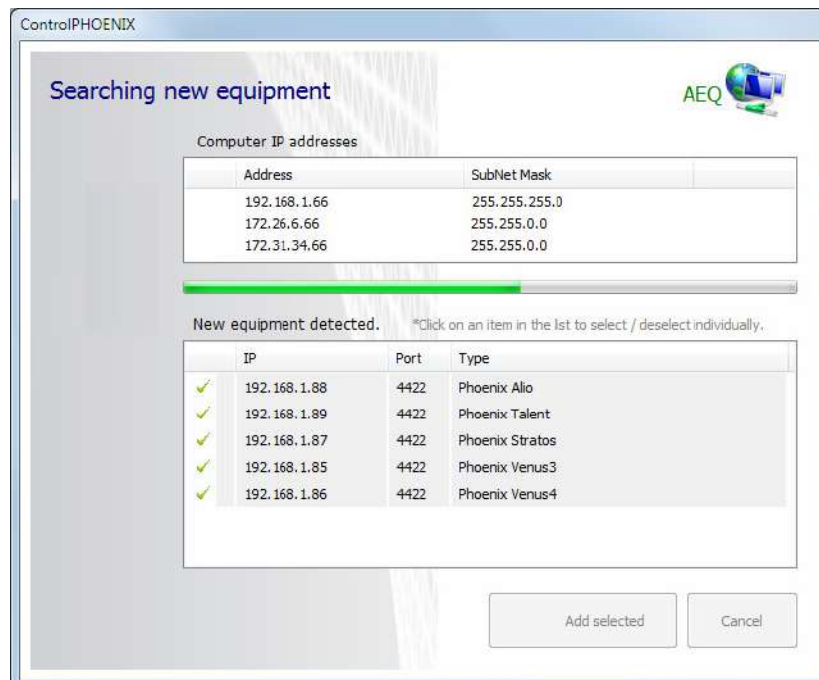 ControlPHOENIX
Searching new equipment
AEQ
Computer IP addresses
Address SubNet Mask
192.168.1.66 255.255.255.0
172.26.6.66 255.255.0.0
172.31.34.66 255.255.0.0
New equipment detected. *Click on an item in the list to select / deselect individually.
IP Port Type
192.168.1.88 4422 Phoenix Alio
192.168.1.89 4422 Phoenix Talent
192.168.1.87 4422 Phoenix Stratos
192.168.1.85 4422 Phoenix Venus3
192.168.1.86 4422 Phoenix Venus4
Add selected Cancel